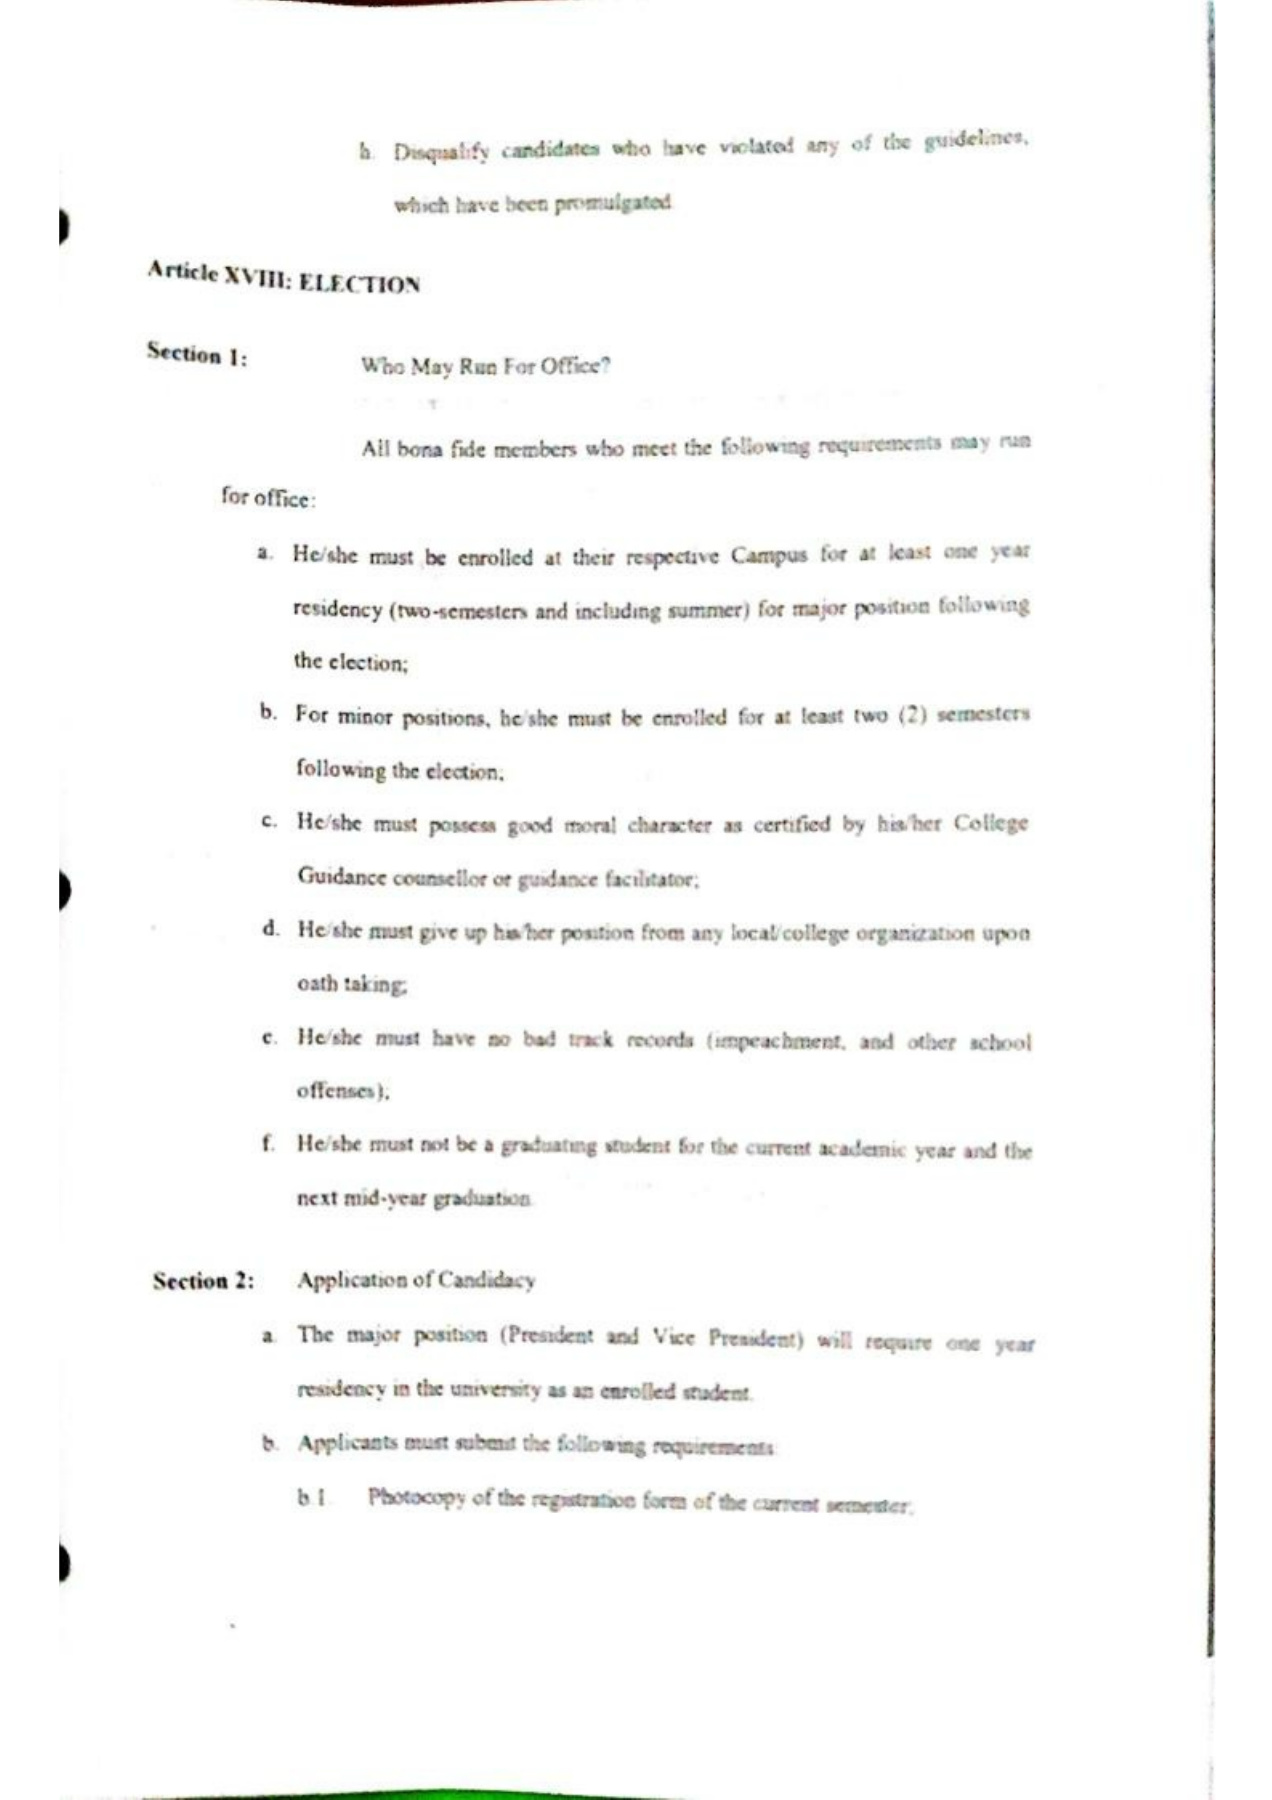 h. Disqualify candidates who have violated any of the guidelines,
which have been promulgated.
Article XVIII: ELECTION
Section 1: Who May Run For Office?
All bona fide members who meet the following requirements may run
for office:
a. He/she must be enrolled at their respective Campus for at least one year
residency (two-semesters and including summer) for major position following
the election;
b. For minor positions, he/she must be enrolled for at least two (2) semesters
following the election;
c. He/she must possess good moral character as certified by his/her College
Guidance counsellor or guidance facilitator;
d. He/she must give up his/her position from any local/college organization upon
oath taking;
e. He/she must have no bad track records (impeachment, and other school
offenses);
f. He/she must not be a graduating student for the current academic year and the
next mid-year graduation.
Section 2: Application of Candidacy
a. The major position (President and Vice President) will require one year
residency in the university as an enrolled student.
b. Applicants must submit the following requirements:
b.1. Photocopy of the registration form of the current semester;